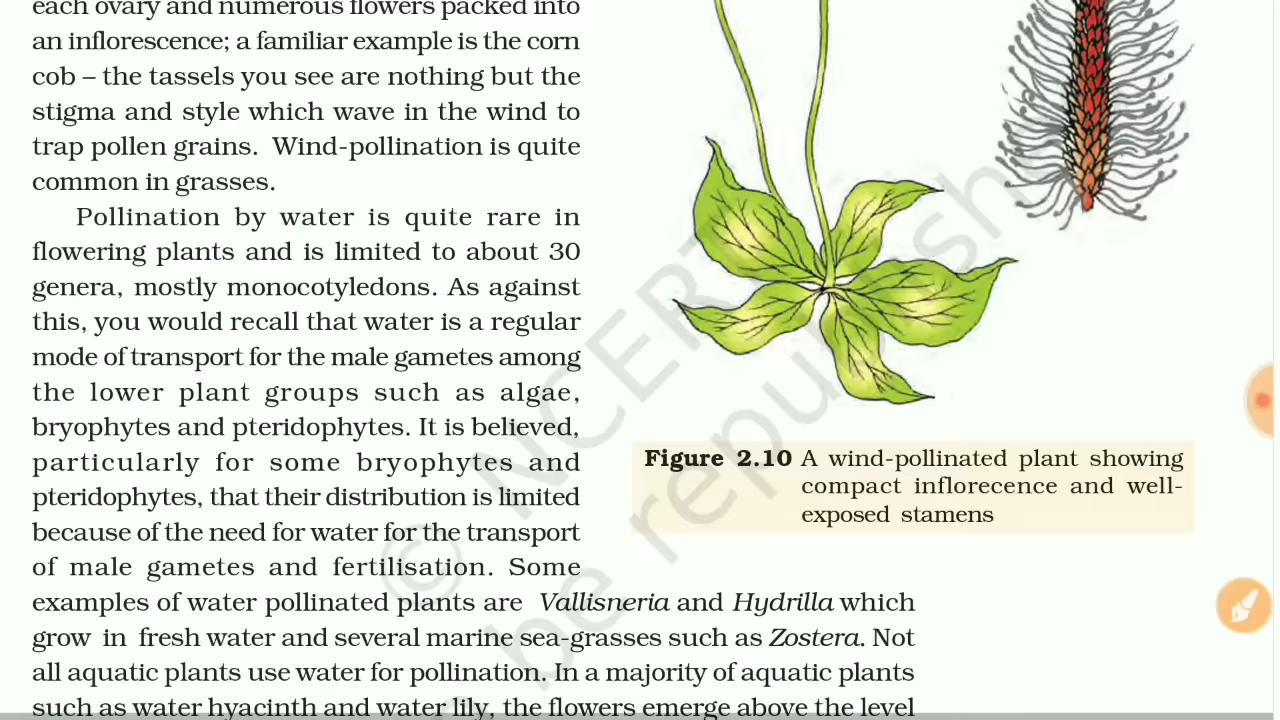 each ovary and numerous flowers packed into
an inflorescence; a familiar example is the corn
cob – the tassels you see are nothing but the
stigma and style which wave in the wind to
trap pollen grains. Wind-pollination is quite
common in grasses.
Pollination by water is quite rare in
flowering plants and is limited to about 30
genera, mostly monocotyledons. As against
this, you would recall that water is a regular
mode of transport for the male gametes among
the lower plant groups such as algae,
bryophytes and pteridophytes. It is believed,
particularly for some bryophytes and
pteridophytes, that their distribution is limited
because of the need for water for the transport
of male gametes and fertilisation. Some
examples of water pollinated plants are Vallisneria and Hydrilla which
grow in fresh water and several marine sea-grasses such as Zostera. Not
all aquatic plants use water for pollination. In a majority of aquatic plants
such as water hyacinth and water lily, the flowers emerge above the level
Figure 2.10 A wind-pollinated plant showing
compact inflorecence and well-
exposed stamens
© NCERT
be republish